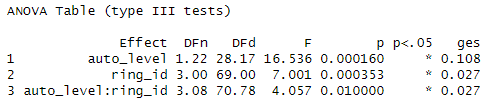 ANOVA Table (type III tests)
Effect DFn DFd F p p<.05 ges
1 auto_level 1.22 28.17 16.536 0.000160 * 0.108
2 ring_id 3.00 69.00 7.001 0.000353 * 0.027
3 auto_level:ring_id 3.08 70.78 4.057 0.010000 * 0.027